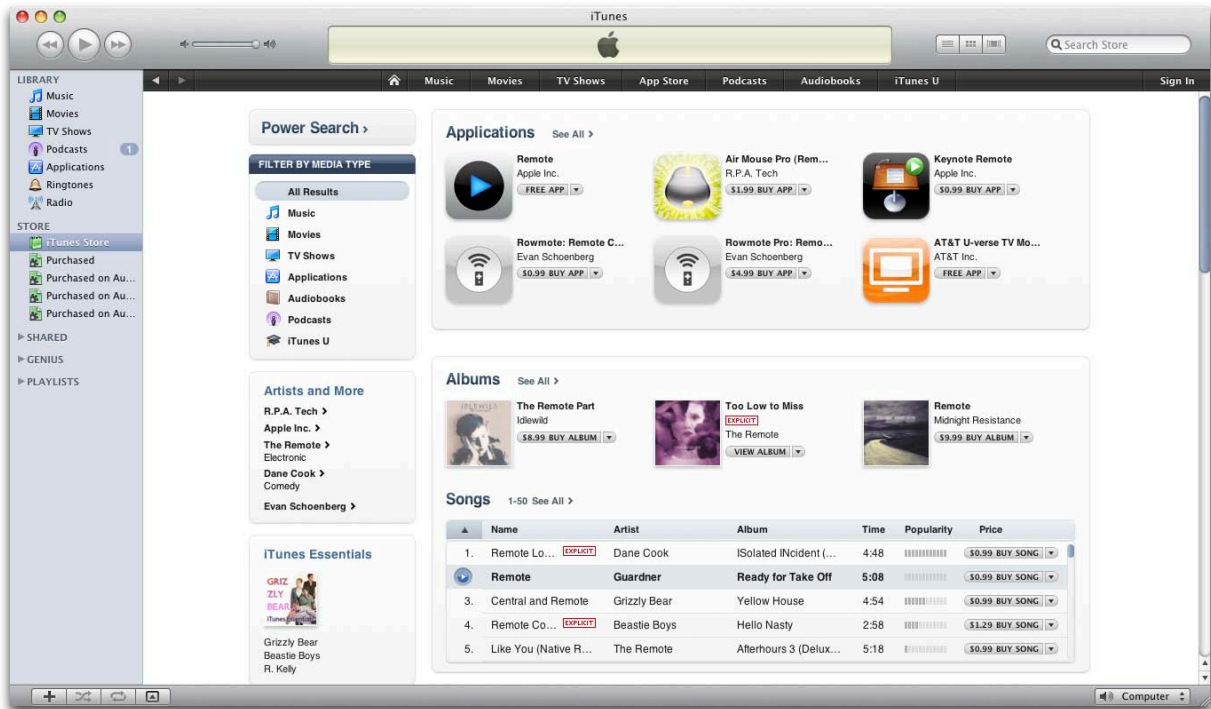 iTunes
Search Store
LIBRARY
Music
Movies
TV Shows
Podcasts 1
Applications
Ringtones
Radio
STORE
iTunes Store
Purchased
Purchased on Au...
Purchased on Au...
Purchased on Au...
SHARED
GENIUS
PLAYLISTS
Music Movies TV Shows App Store Podcasts Audiobooks iTunes U Sign In
Power Search ›
FILTER BY MEDIA TYPE
All Results
Music
Movies
TV Shows
Applications
Audiobooks
Podcasts
iTunes U
Artists and More
R.P.A. Tech >
Apple Inc. >
The Remote >
Electronic
Dane Cook >
Comedy
Evan Schoenberg >
iTunes Essentials
GRIZ
ZLY
BEAR
iTunes Essentials
Grizzly Bear
Beastie Boys
R. Kelly
Applications See All >
Remote
Apple Inc.
FREE APP
Air Mouse Pro (Rem...
R.P.A. Tech
$1.99 BUY APP
Keynote Remote
Apple Inc.
$0.99 BUY APP
Rowmote: Remote C...
Evan Schoenberg
$0.99 BUY APP
Rowmote Pro: Remo...
Evan Schoenberg
$4.99 BUY APP
AT&T U-verse TV Mo...
AT&T Inc.
FREE APP
Albums See All >
IDLEWILD
The Remote Part
Idlewild
$8.99 BUY ALBUM
Too Low to Miss
EXPLICIT
The Remote
VIEW ALBUM
Remote
Midnight Resistance
$9.99 BUY ALBUM
Songs 1-50 See All >
Name Artist Album Time Popularity Price
1. Remote Lo... EXPLICIT Dane Cook ISolated INcident (... 4:48 $0.99 BUY SONG
Remote Guardner Ready for Take Off 5:08 $0.99 BUY SONG
3. Central and Remote Grizzly Bear Yellow House 4:54 $0.99 BUY SONG
4. Remote Co... EXPLICIT Beastie Boys Hello Nasty 2:58 $1.29 BUY SONG
5. Like You (Native R... The Remote Afterhours 3 (Delux... 5:18 $0.99 BUY SONG
Computer